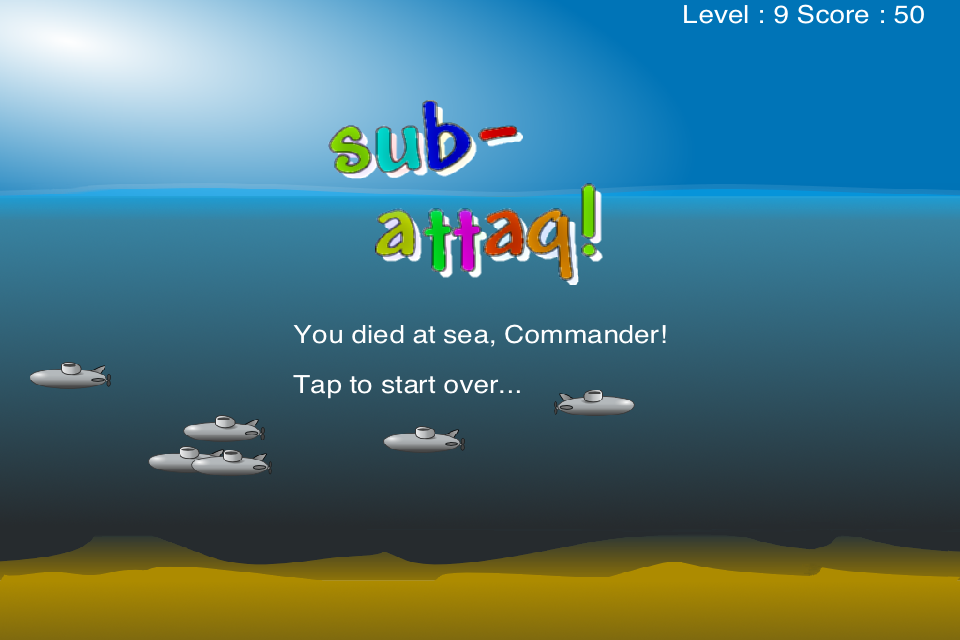 Level : 9 Score : 50
sub-
attaq!
You died at sea, Commander!
Tap to start over...